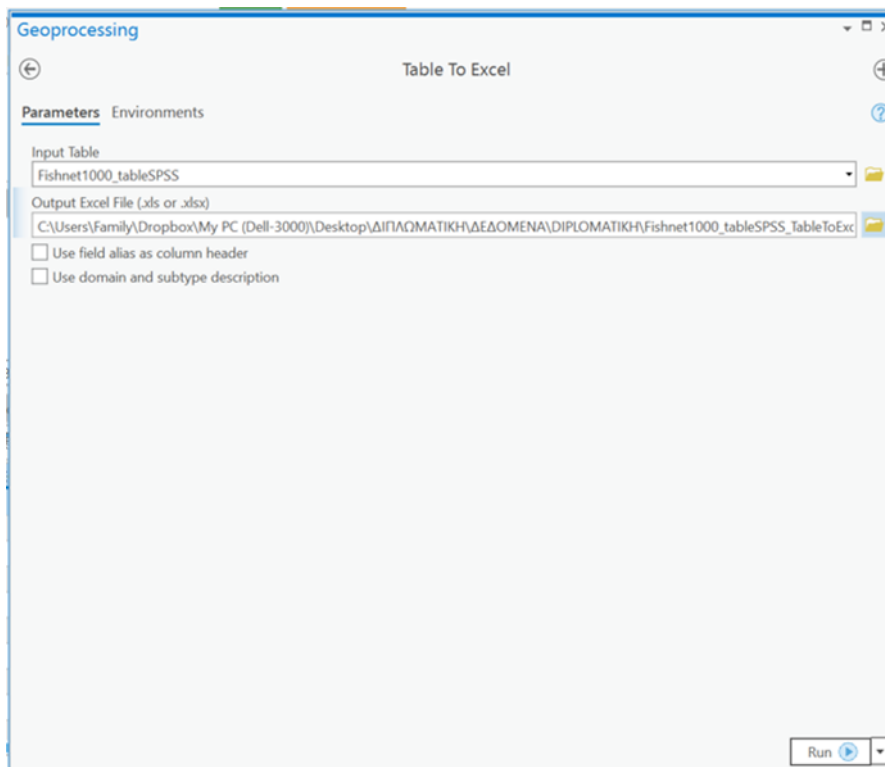 Geoprocessing
Table To Excel
Parameters Environments
Input Table
Fishnet1000_tableSPSS
Output Excel File (.xls or .xlsx)
C:\Users\Family\Dropbox\My PC (Dell-3000)\Desktop\ΔΙΠΛΩΜΑΤΙΚΗ\ΔΕΔΟΜΕΝΑ\DIPLOMATIKH\Fishnet1000_tableSPSS_TableToExc
Use field alias as column header
Use domain and subtype description
Run